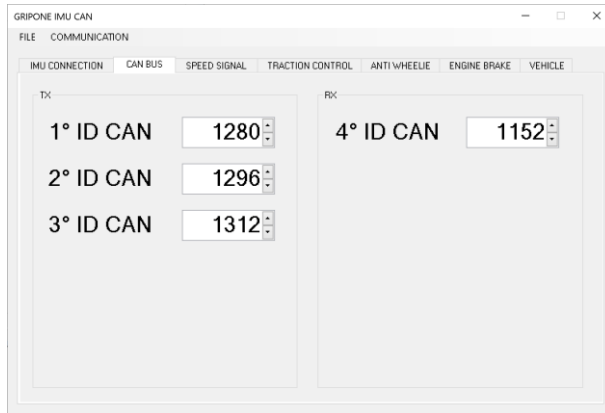 GRIPONE IMU CAN
FILE COMMUNICATION
IMU CONNECTION CAN BUS SPEED SIGNAL TRACTION CONTROL ANTI WHEELIE ENGINE BRAKE VEHICLE
TX
1° ID CAN 1280
2° ID CAN 1296
3° ID CAN 1312
RX
4° ID CAN 1152